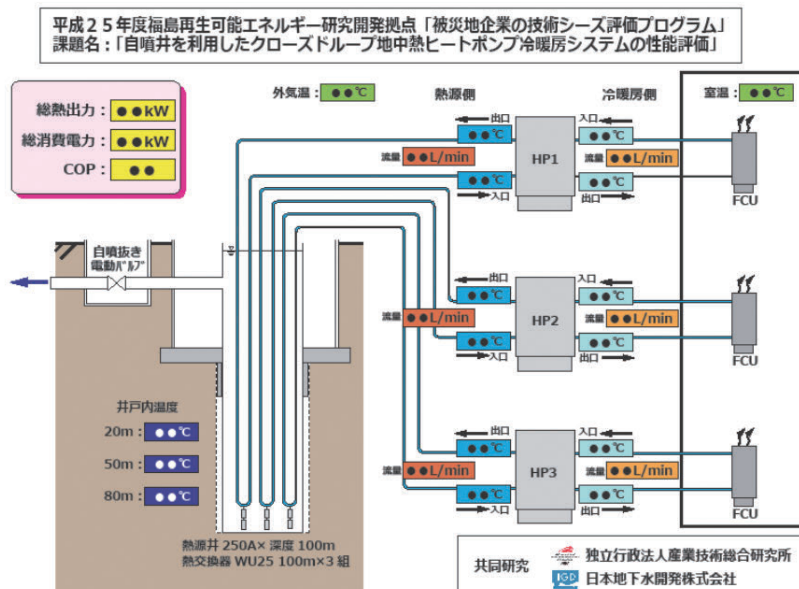 平成25年度福島再生可能エネルギー研究開発拠点「被災地企業の技術シーズ評価プログラム」
課題名：「自噴井を利用したクローズドループ地中熱ヒートポンプ冷暖房システムの性能評価」
総熱出力：●●kW
総消費電力：●●kW
COP：●●
外気温：●●℃
熱源側
冷暖房側
室温：●●℃
出口
●●℃
入口
●●℃
流量 ●●L/min
HP1
流量 ●●L/min
●●℃
入口
●●℃
出口
FCU
自噴抜き
電動バルブ
出口
●●℃
入口
●●℃
流量 ●●L/min
HP2
流量 ●●L/min
●●℃
入口
●●℃
出口
FCU
井戸内温度
20m：●●℃
50m：●●℃
80m：●●℃
出口
●●℃
入口
●●℃
流量 ●●L/min
HP3
流量 ●●L/min
●●℃
入口
●●℃
出口
FCU
熱源井 250A×深度 100m
熱交換器 WU25 100m×3組
共同研究
独立行政法人産業技術総合研究所
IGD
日本地下水開発株式会社